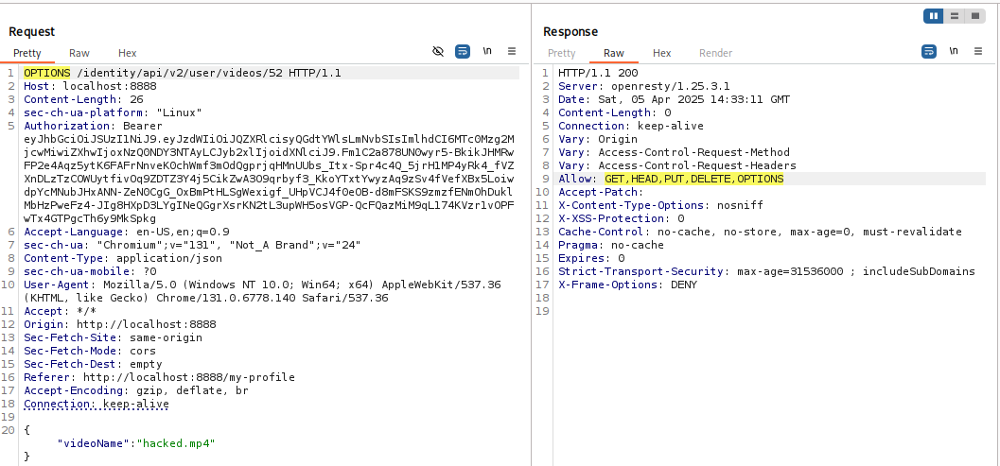 Request
Pretty Raw Hex \n
1 OPTIONS /identity/api/v2/user/videos/52 HTTP/1.1
2 Host: localhost:8888
3 Content-Length: 26
4 sec-ch-ua-platform: "Linux"
5 Authorization: Bearer
eyJhbGciOiJSUzI1NiJ9.eyJzdWIiOiJQZXRlcisyQGdtYWlsLmNvbSIsImlhdCI6MTc0Mzg2M
jcwMiwiZXhwIjoxNzQ0NDY3NTAyLCJyb2xlIjoidXNlciJ9.Fm1C2a878UN0wyr5-BkikJHMRw
FP2e4Aqz5ytK6FAFrNnveK0chWmf3mOdQgprjqHMnUUbs_Itx-Spr4c4Q_5jrH1MP4yRk4_fVZ
XnDLzTzC0WUytfivOq9ZDTZ3Y4j5CikZwA3O9qrbyf3_KkoYTxtYwyzAq9zSv4fVefXBx5Loiw
dpYcMNubJHxANN-ZeN0CgG_OxBmPtHLSgWexigf_UHpVCJ4f0e0B-d8mFSKS9zmzfENmOhDukl
MbHzPweFz4-JIg8HXpD3LYgINeQGgrXsrKN2tL3upWH5osVGP-QcFQazMiM9qL174KVzr1vOPF
wTx4GTPgcTh6y9MkSpkg
6 Accept-Language: en-US,en;q=0.9
7 sec-ch-ua: "Chromium";v="131", "Not_A Brand";v="24"
8 Content-Type: application/json
9 sec-ch-ua-mobile: ?0
10 User-Agent: Mozilla/5.0 (Windows NT 10.0; Win64; x64) AppleWebKit/537.36
(KHTML, like Gecko) Chrome/131.0.6778.140 Safari/537.36
11 Accept: */*
12 Origin: http://localhost:8888
13 Sec-Fetch-Site: same-origin
14 Sec-Fetch-Mode: cors
15 Sec-Fetch-Dest: empty
16 Referer: http://localhost:8888/my-profile
17 Accept-Encoding: gzip, deflate, br
18 Connection: keep-alive
19
20 {
"videoName":"hacked.mp4"
}
Response
Pretty Raw Hex Render \n
1 HTTP/1.1 200
2 Server: openresty/1.25.3.1
3 Date: Sat, 05 Apr 2025 14:33:11 GMT
4 Content-Length: 0
5 Connection: keep-alive
6 Vary: Origin
7 Vary: Access-Control-Request-Method
8 Vary: Access-Control-Request-Headers
9 Allow: GET,HEAD,PUT,DELETE,OPTIONS
10 Accept-Patch:
11 X-Content-Type-Options: nosniff
12 X-XSS-Protection: 0
13 Cache-Control: no-cache, no-store, max-age=0, must-revalidate
14 Pragma: no-cache
15 Expires: 0
16 Strict-Transport-Security: max-age=31536000 ; includeSubDomains
17 X-Frame-Options: DENY
18
19